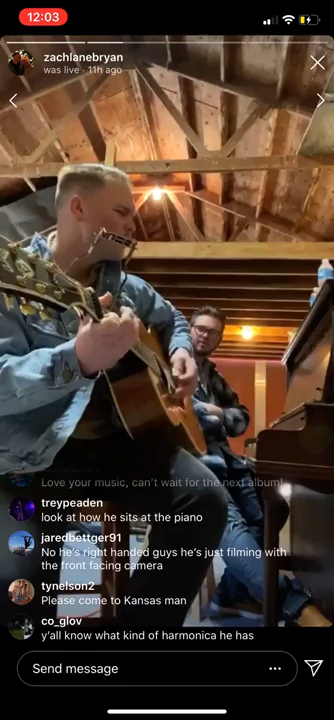 12:03
zachlanebryan
was live · 11h ago
Love your music, can't wait for the next album!
treypeaden
look at how he sits at the piano
jaredbettger91
No he's right handed guys he's just filming with
the front facing camera
tynelson2
Please come to Kansas man
co_glov
y'all know what kind of harmonica he has
Send message